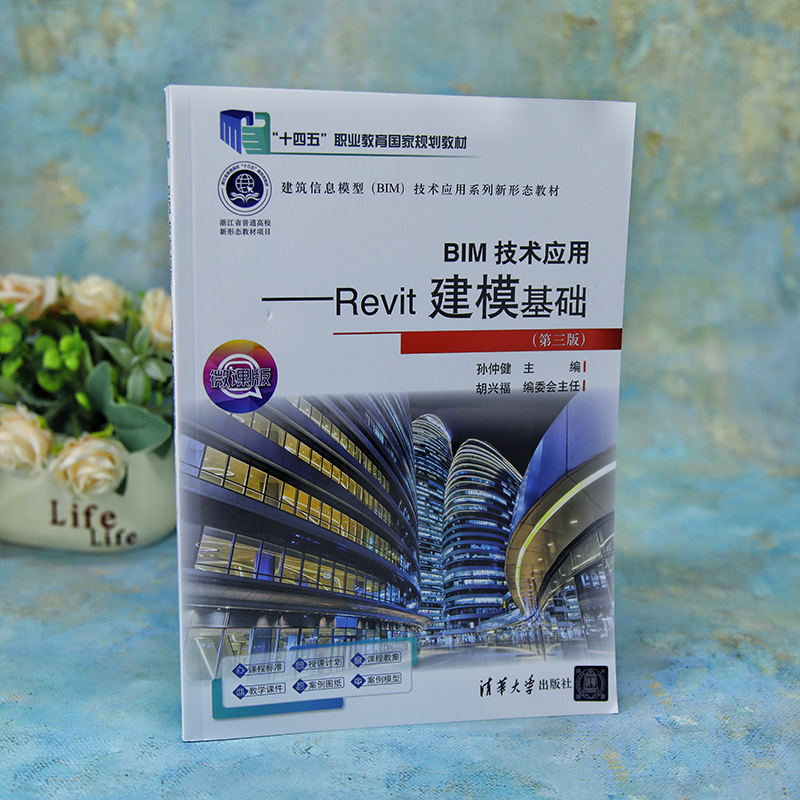 “十四五”职业教育国家规划教材
浙江省普通高校
新形态教材项目
建筑信息模型（BIM）技术应用系列新形态教材
BIM 技术应用
——Revit 建模基础
（第三版）
孙仲健 主 编
胡兴福 编委会主任
微课版
课程标准 授课计划 课程教案
教学课件 案例图纸 案例模型
清华大学出版社
Life
Life